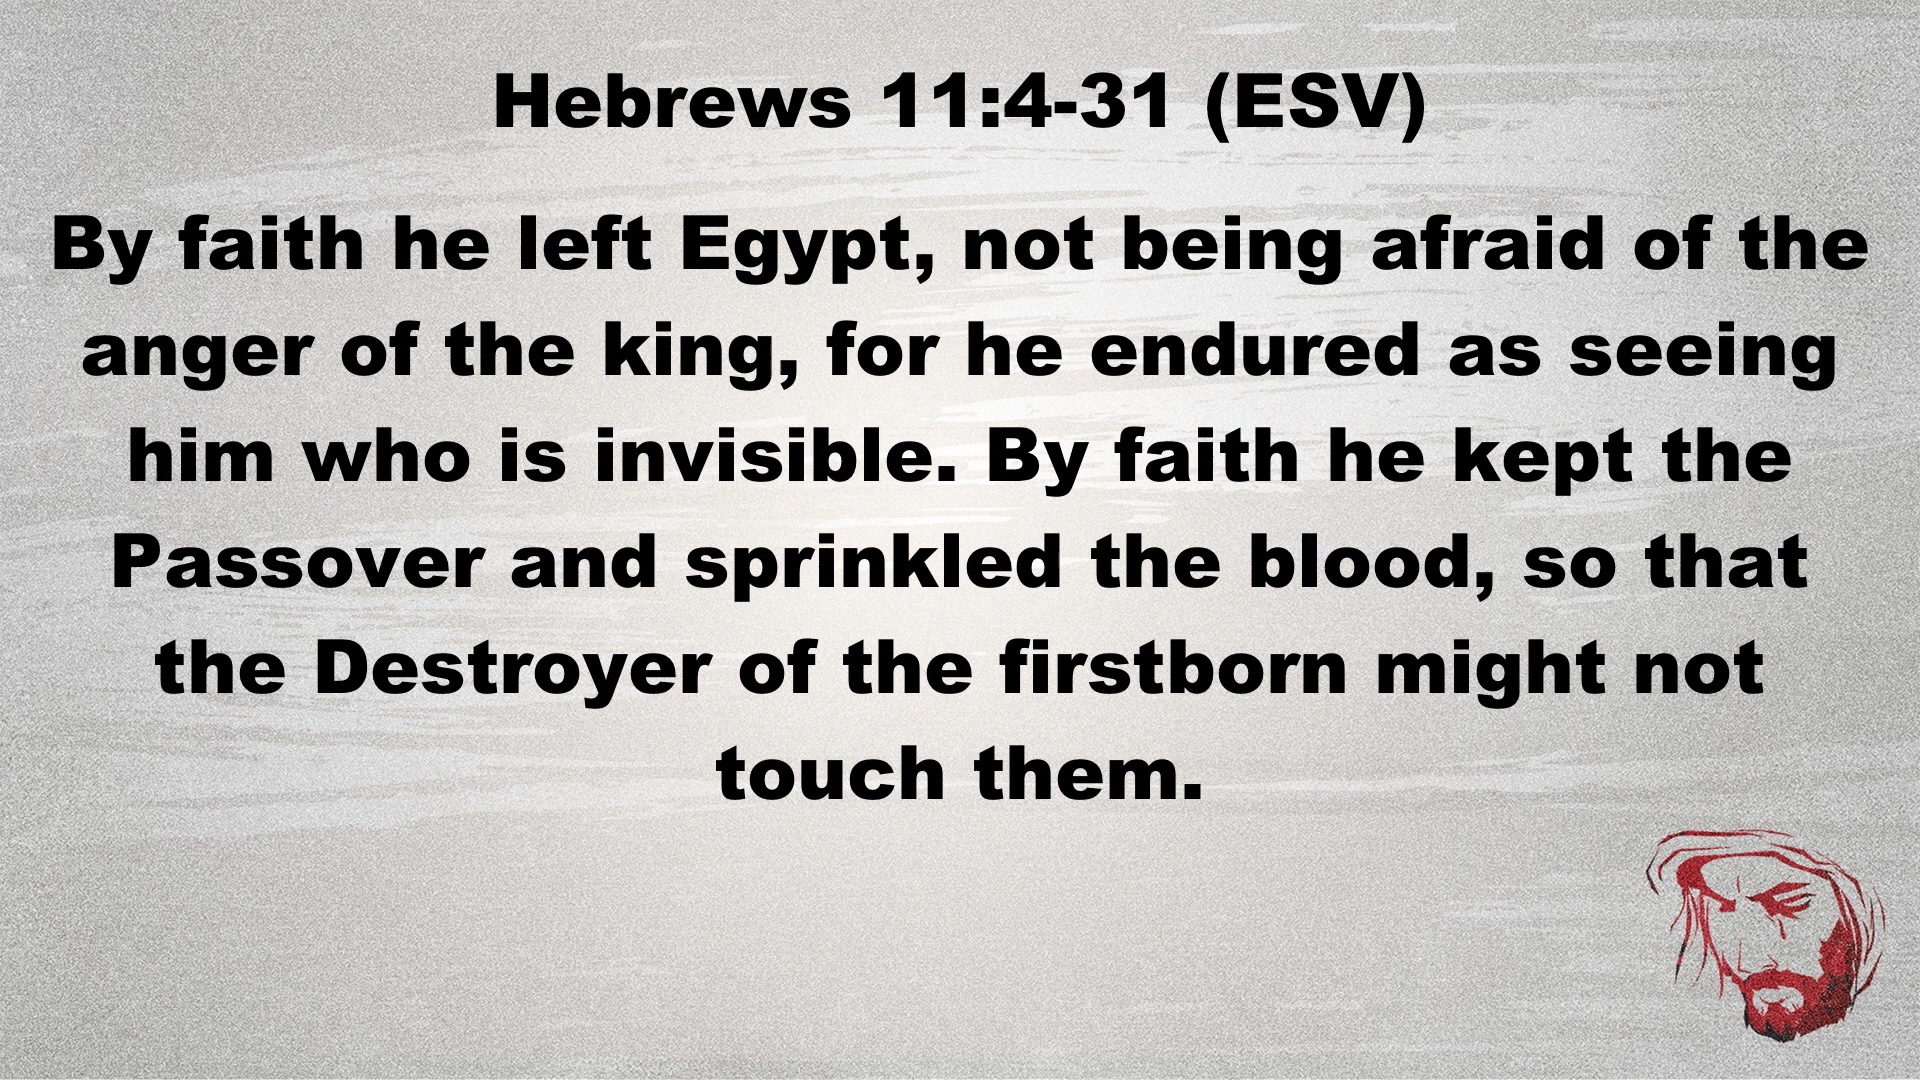 Hebrews 11:4-31 (ESV)
By faith he left Egypt, not being afraid of the
anger of the king, for he endured as seeing
him who is invisible. By faith he kept the
Passover and sprinkled the blood, so that
the Destroyer of the firstborn might not
touch them.